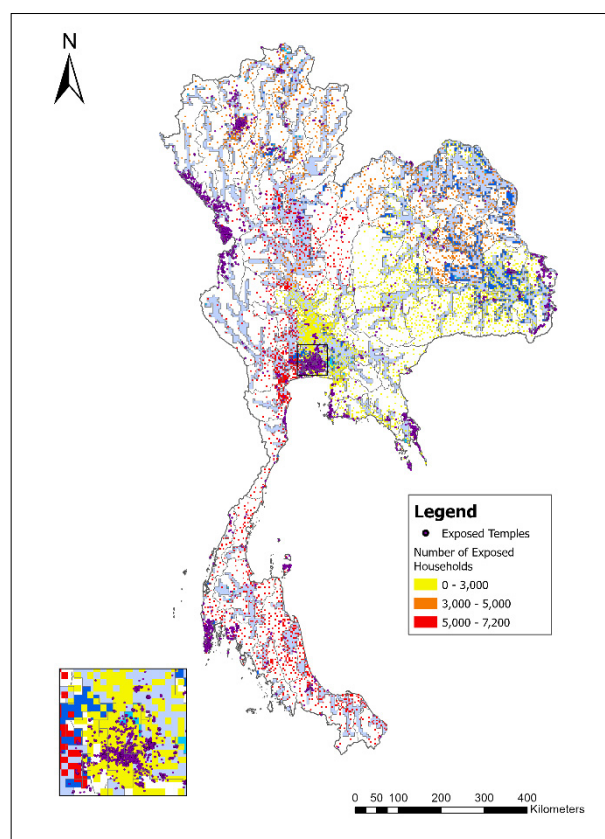 N
Legend
Exposed Temples
Number of Exposed
Households
0 - 3,000
3,000 - 5,000
5,000 - 7,200
0 50 100 200 300 400
Kilometers